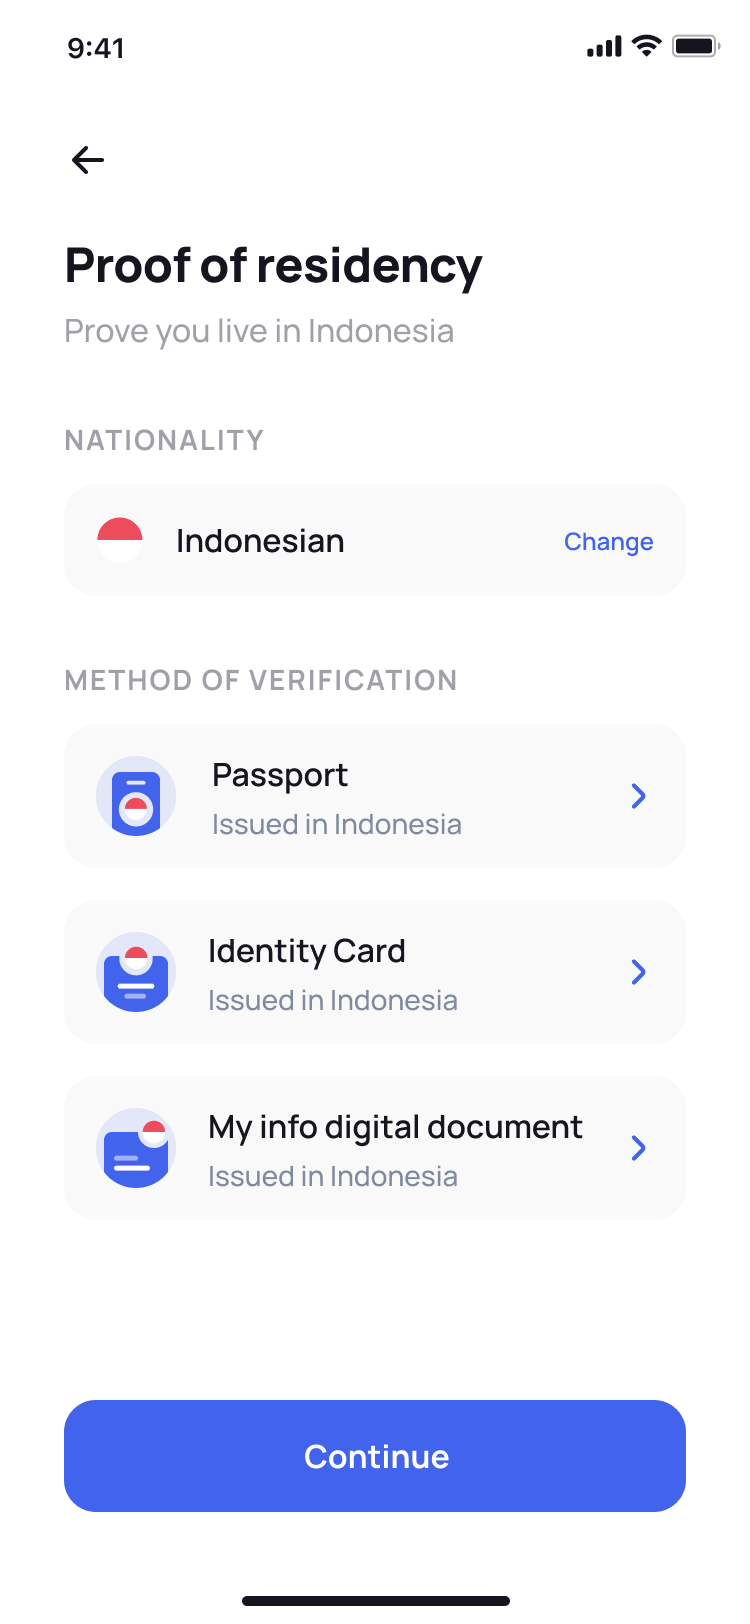 9:41
Proof of residency
Prove you live in Indonesia
NATIONALITY
Indonesian
Change
METHOD OF VERIFICATION
Passport
Issued in Indonesia
Identity Card
Issued in Indonesia
My info digital document
Issued in Indonesia
Continue